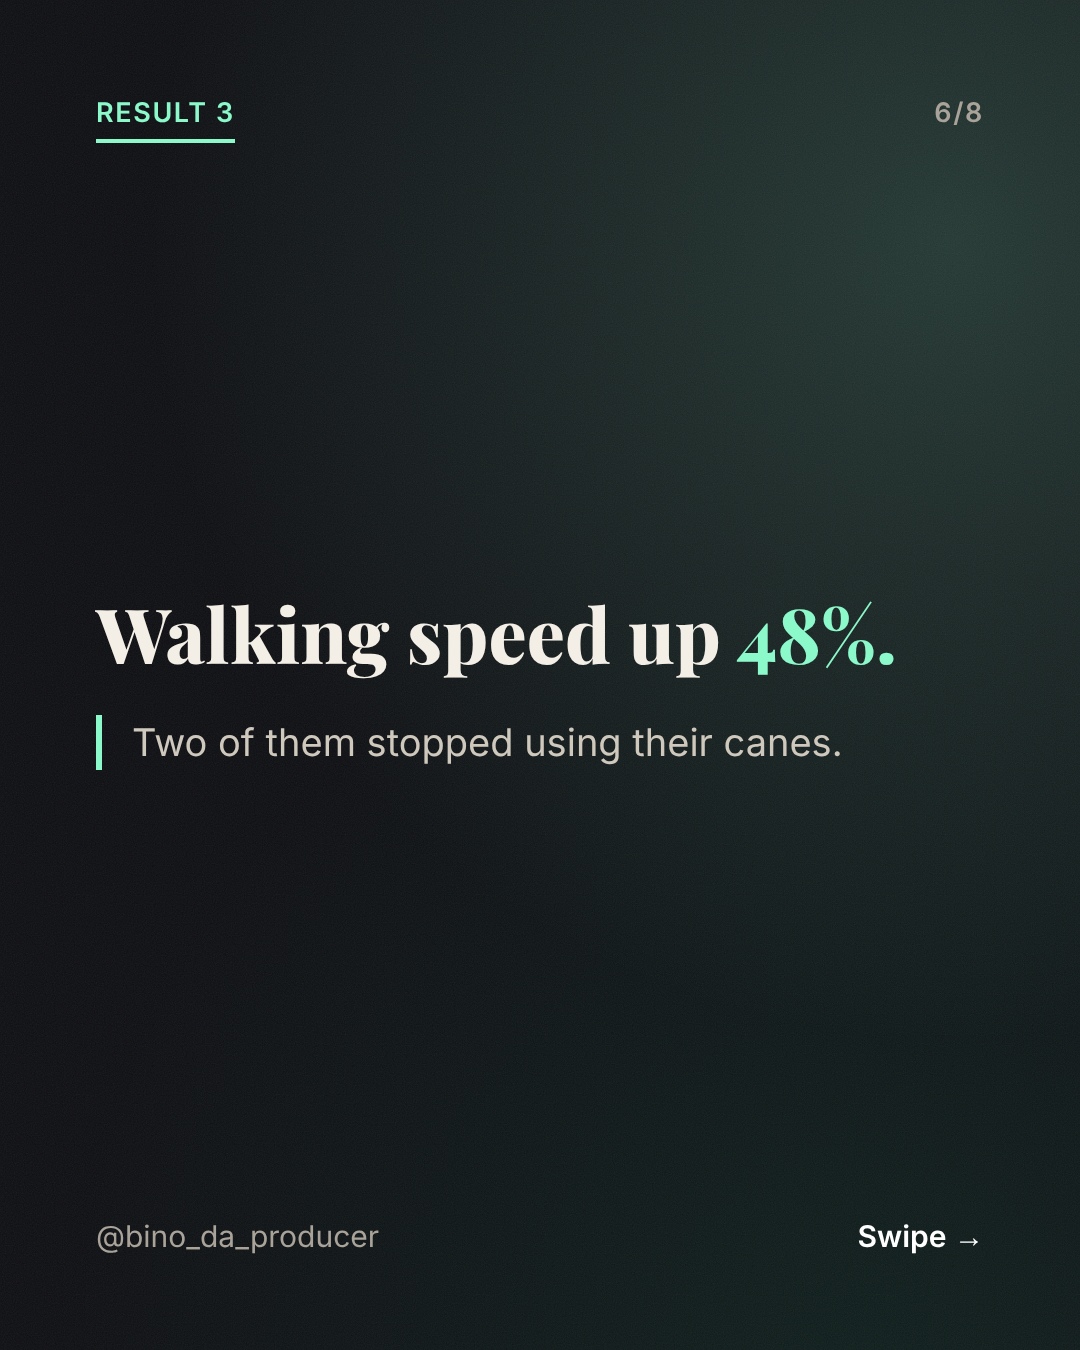 RESULT 3
6/8
Walking speed up 48%.
Two of them stopped using their canes.
@bino_da_producer
Swipe →